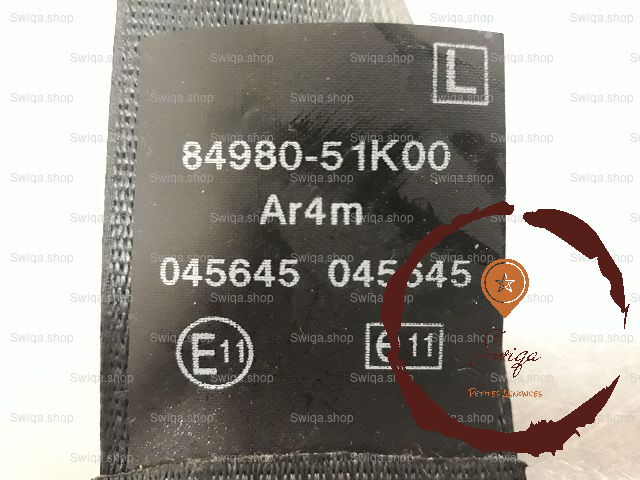 L
84980-51K00
Ar4m
045645 045645
E11
e11
Swiqa
PETITES ANNONCES
Swiqa.shop